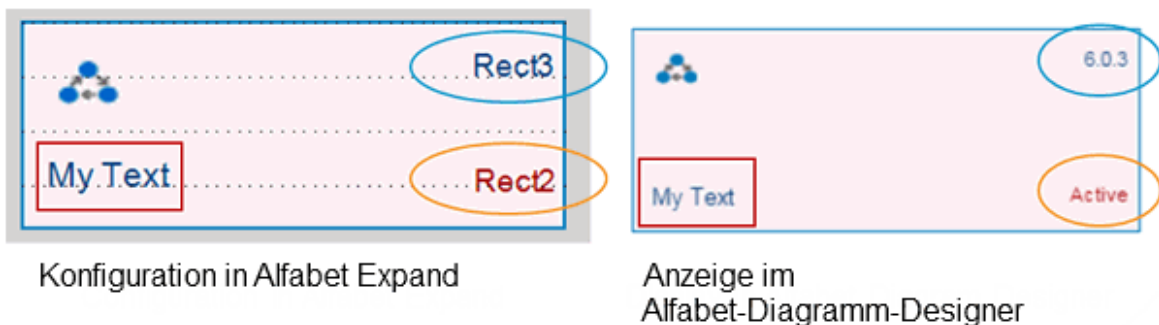 Rect3
My Text
Rect2
Konfiguration in Alfabet Expand
6.0.3
My Text
Active
Anzeige im
Alfabet-Diagramm-Designer